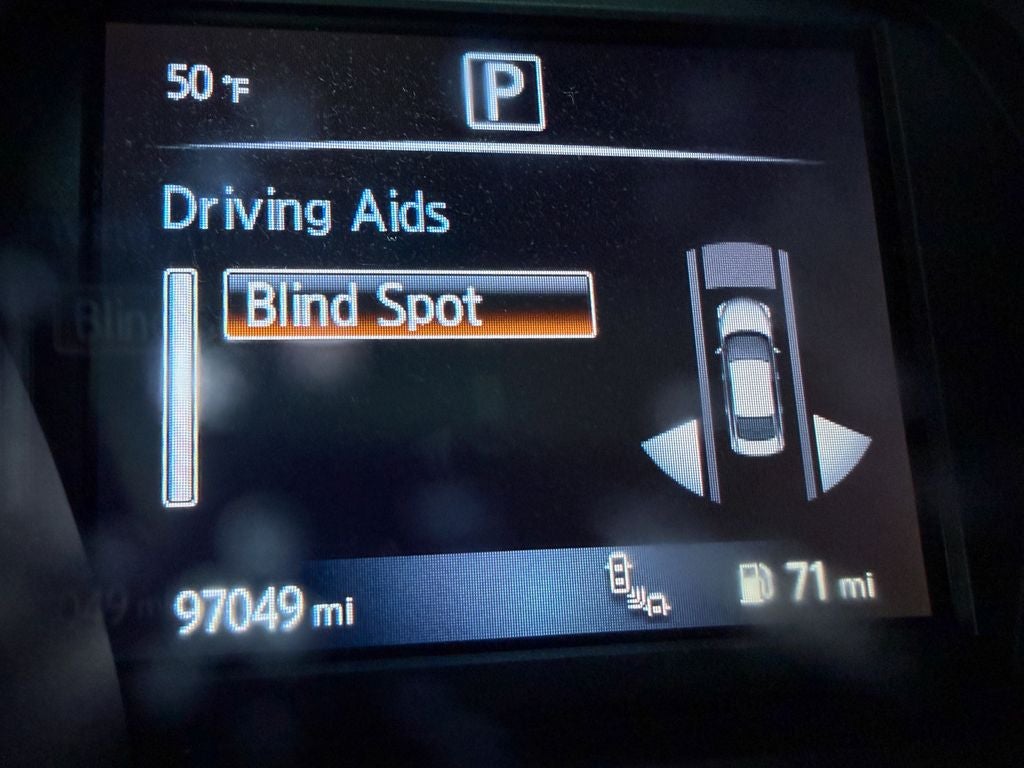 50 °F
P
Driving Aids
Blind Spot
97049 mi
71 mi